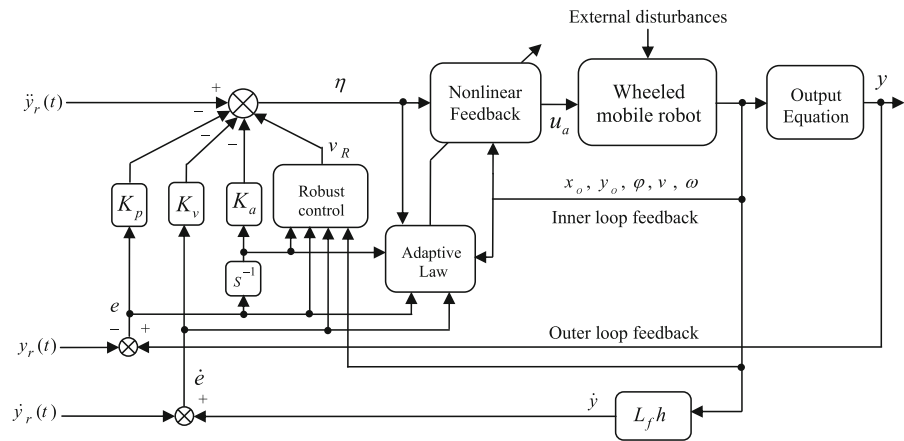 External disturbances
ÿ_r(t)
+
−
−
−
η
Nonlinear
Feedback
u_a
Wheeled
mobile robot
Output
Equation
y
v_R
K_p
K_v
K_a
Robust
control
x_o, y_o, φ, v, ω
Inner loop feedback
Adaptive
Law
s^{-1}
e
−
+
y_r(t)
Outer loop feedback
ė
+
ẏ
ẏ_r(t)
−
L_f h